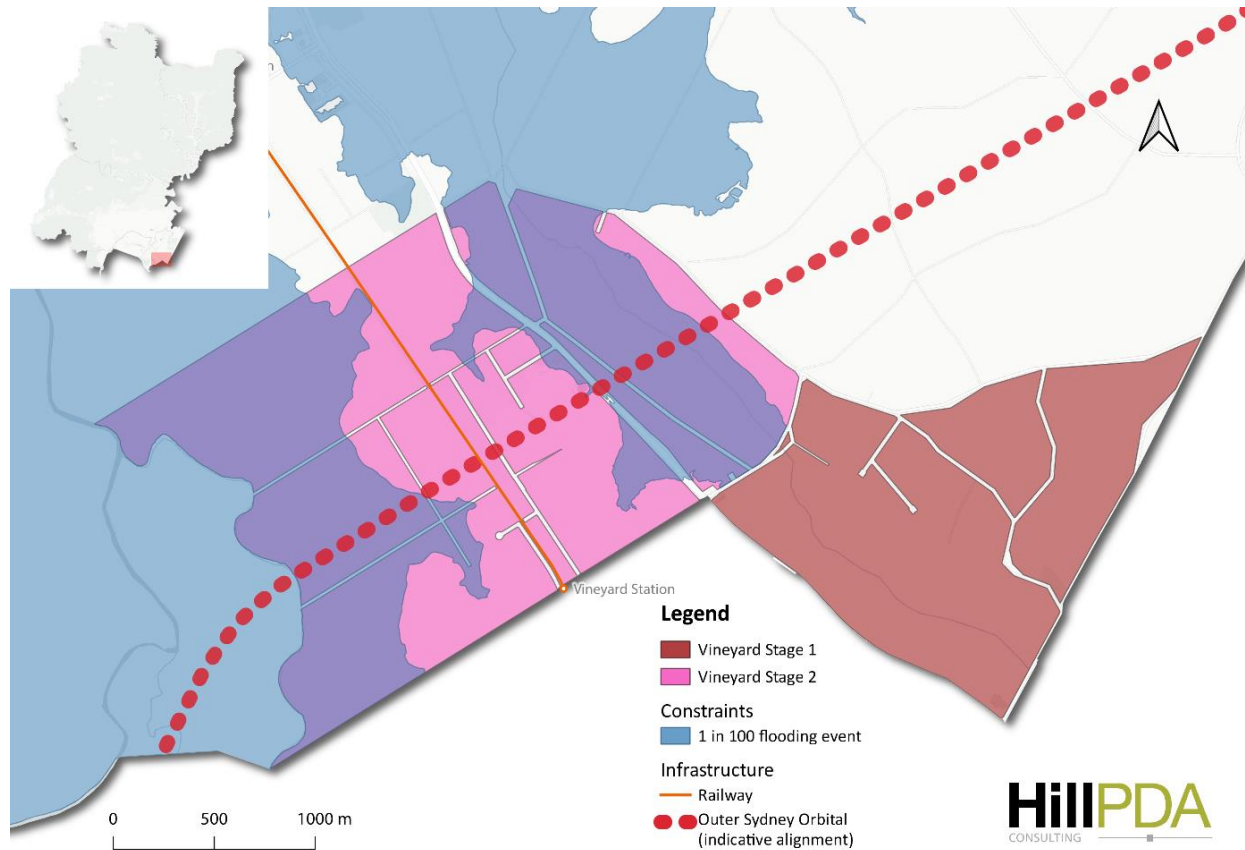 n
Vineyard Station
Legend
Vineyard Stage 1
Vineyard Stage 2
Constraints
1 in 100 flooding event
Infrastructure
Railway
Outer Sydney Orbital
(indicative alignment)
0 500 1000 m
HillPDA
CONSULTING